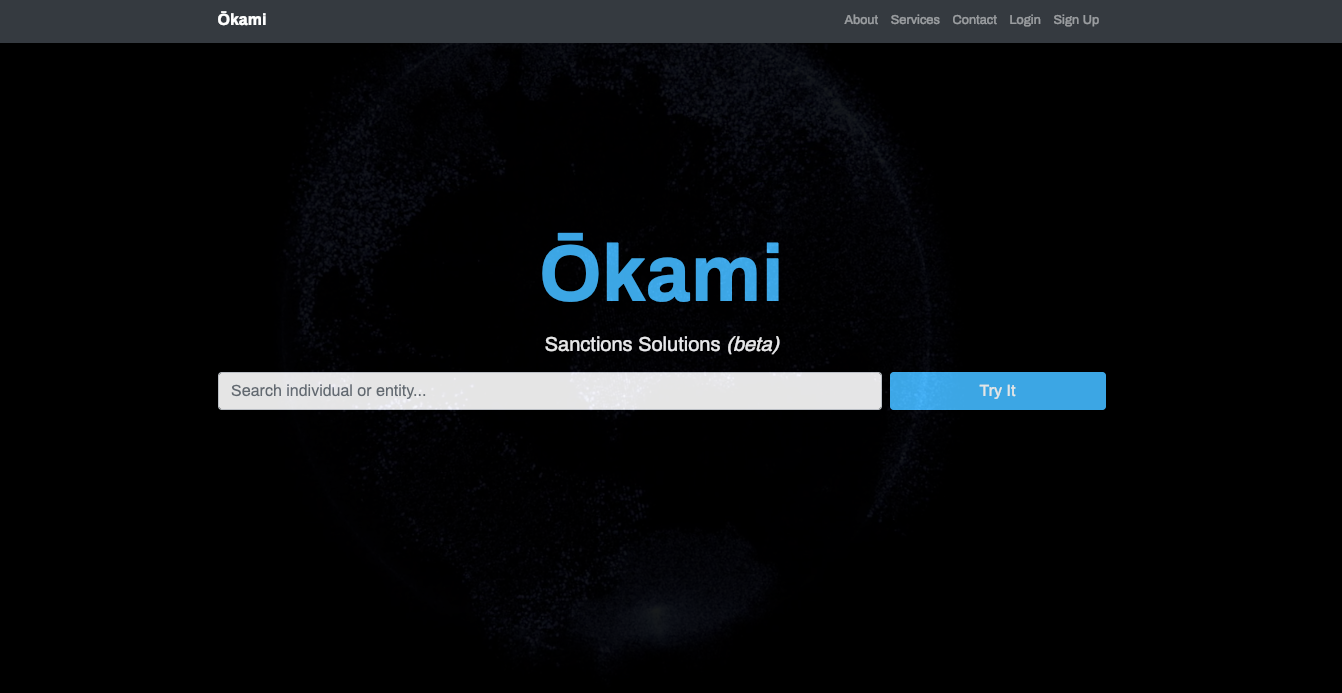 Ōkami
About Services Contact Login Sign Up
Ōkami
Sanctions Solutions (beta)
Search individual or entity...
Try It